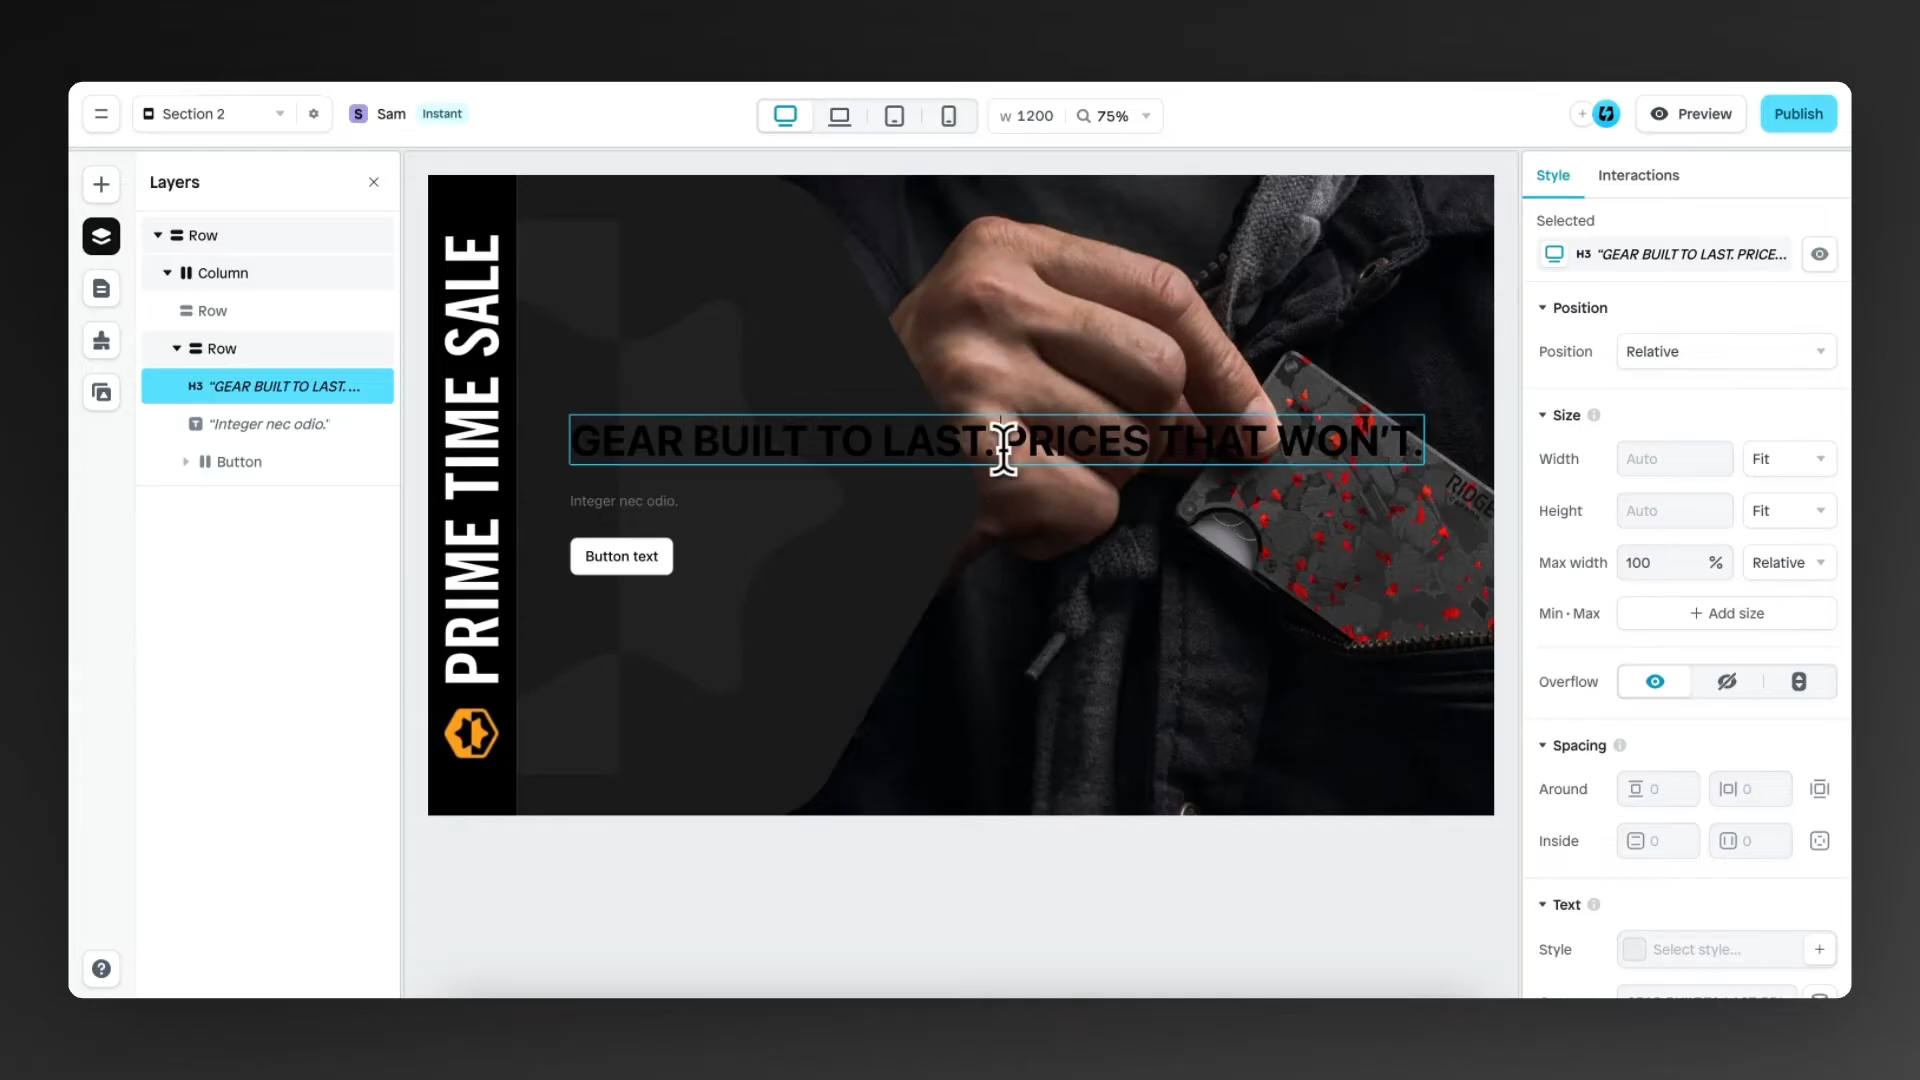 Section 2
S Sam Instant
W 1200
75%
Preview
Publish
Layers
Row
Column
Row
Row
H3 “GEAR BUILT TO LAST. ...
T “Integer nec odio.”
Button
PRIME TIME SALE
GEAR BUILT TO LAST. PRICES THAT WON’T.
Integer nec odio.
Button text
RIDGE
Style Interactions
Selected
H3 “GEAR BUILT TO LAST. PRICE...
Position
Position Relative
Size
Width Auto Fit
Height Auto Fit
Max width 100 % Relative
Min · Max + Add size
Overflow
Spacing
Around 0 0
Inside 0 0
Text
Style Select style... +